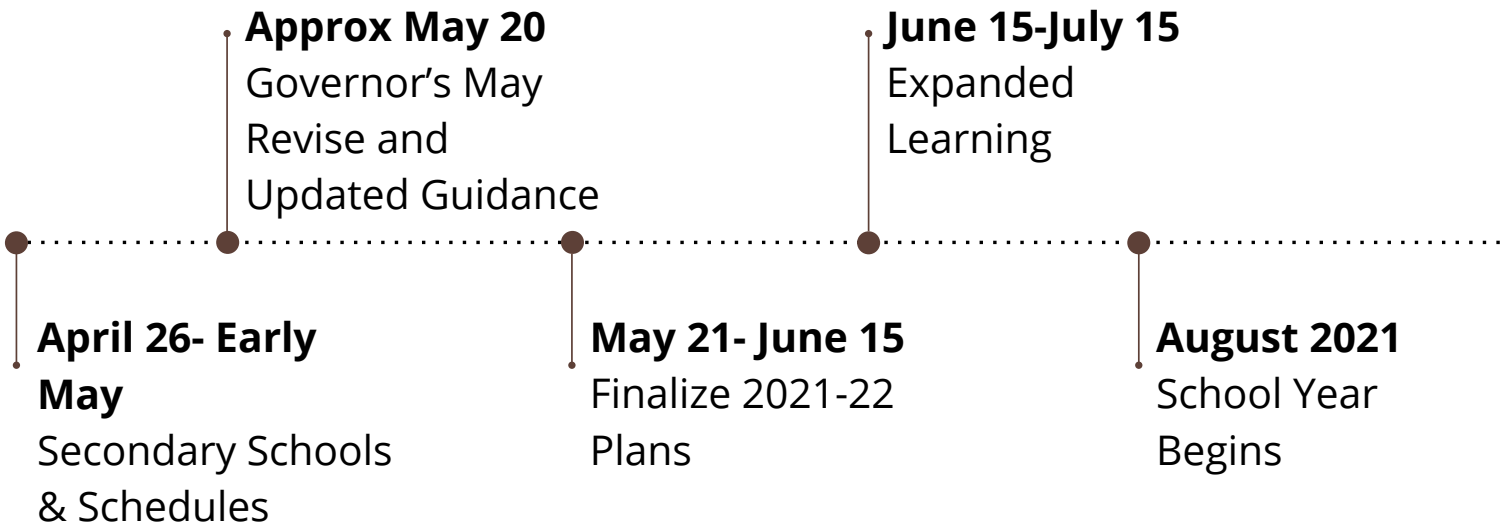 Approx May 20
Governor’s May
Revise and
Updated Guidance
June 15-July 15
Expanded
Learning
April 26- Early
May
Secondary Schools
& Schedules
May 21- June 15
Finalize 2021-22
Plans
August 2021
School Year
Begins